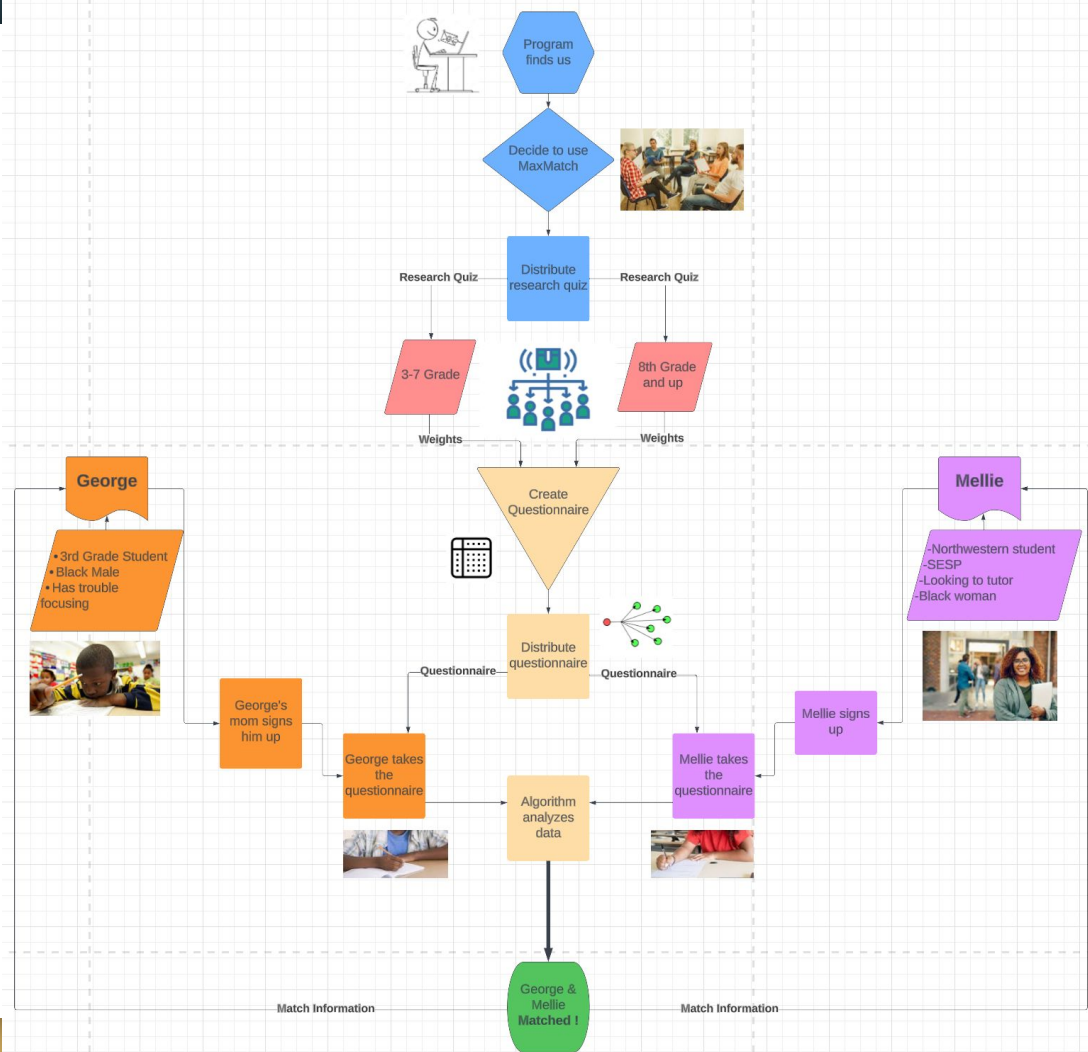 Program
finds us
Decide to use
MaxMatch
Distribute
research quiz
Research Quiz
Research Quiz
3-7 Grade
8th Grade
and up
Weights
Weights
George
• 3rd Grade Student
• Black Male
• Has trouble
focusing
Create
Questionnaire
Mellie
-Northwestern student
-SESP
-Looking to tutor
-Black woman
Distribute
questionnaire
Questionnaire
Questionnaire
George's
mom signs
him up
Mellie signs
up
George takes
the
questionnaire
Mellie takes
the
questionnaire
Algorithm
analyzes
data
George &
Mellie
Matched !
Match Information
Match Information